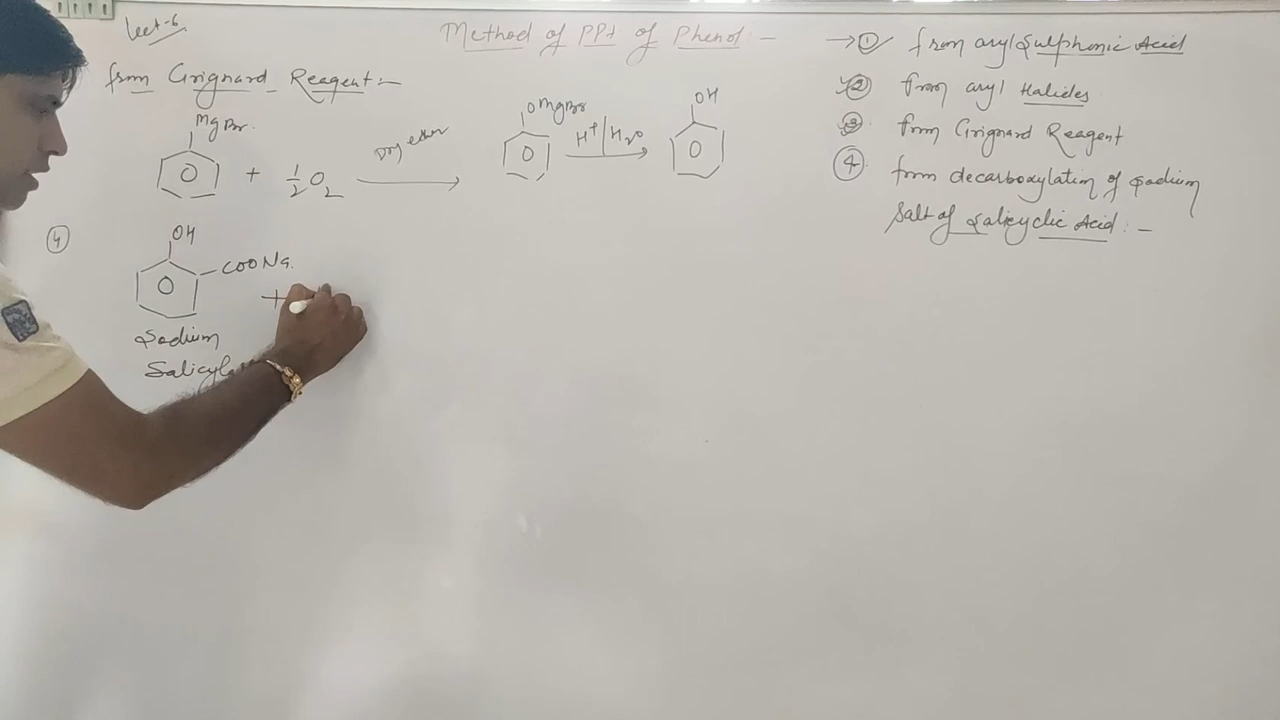 Lect-6
Method of PPt of Phenol:-
from Grignard Reagent:-
MgBr.
+ 1/2 O2
Dry ether
OMgBr
H+/H2O
OH
④
OH
COONa.
+
Sodium
Salicyla
→① from aryl Sulphonic Acid
② from aryl Halides
③ from Grignard Reagent
④ from decarboxylation of Sodium
Salt of Salicyclic Acid:-